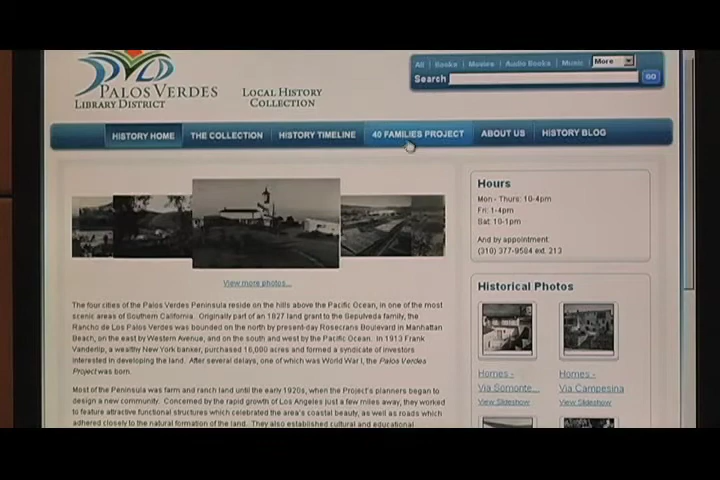 All | Books | Movies | Audio Books | Music More
Search GO
PALOS VERDES
LIBRARY DISTRICT
LOCAL HISTORY
COLLECTION
HISTORY HOME THE COLLECTION HISTORY TIMELINE 40 FAMILIES PROJECT ABOUT US HISTORY BLOG
View more photos...
The four cities of the Palos Verdes Peninsula reside on the hills above the Pacific Ocean, in one of the most
scenic areas of Southern California. Originally part of an 1827 land grant to the Sepulveda family, the
Rancho de Los Palos Verdes was bounded on the north by present-day Rosecrans Boulevard in Manhattan
Beach, on the east by Western Avenue, and on the south and west by the Pacific Ocean. In 1913 Frank
Vanderlip, a wealthy New York banker, purchased 16,000 acres and formed a syndicate of investors
interested in developing the land. After several delays, one of which was World War I, the Palos Verdes
Project was born.
Most of the Peninsula was farm and ranch land until the early 1920s, when the Project's planners began to
design a new community. Concerned by the rapid growth of Los Angeles just a few miles away, they worked
to feature attractive functional structures which celebrated the area's coastal beauty, as well as roads which
adhered closely to the natural formation of the land. They also established cultural and educational
Hours
Mon - Thurs: 10-4pm
Fri: 1-4pm
Sat: 10-1pm
And by appointment:
(310) 377-9584 ext. 213
Historical Photos
Homes -
Via Somonte...
View Slideshow
Homes -
Via Campesina
View Slideshow